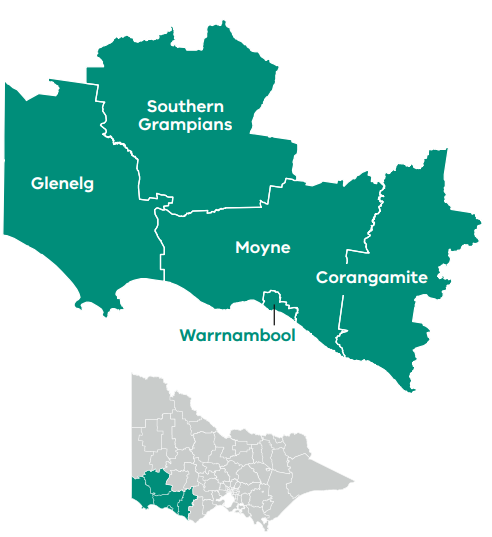 Southern
Grampians
Glenelg
Moyne
Corangamite
Warrnambool